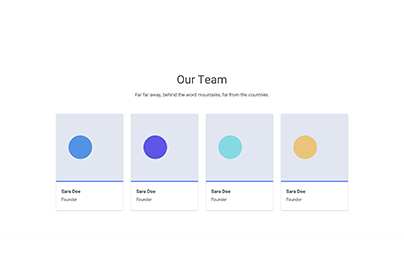 Our Team
Far far away, behind the word mountains, far from the countries.
Sara Doe
Founder
Sara Doe
Founder
Sara Doe
Founder
Sara Doe
Founder